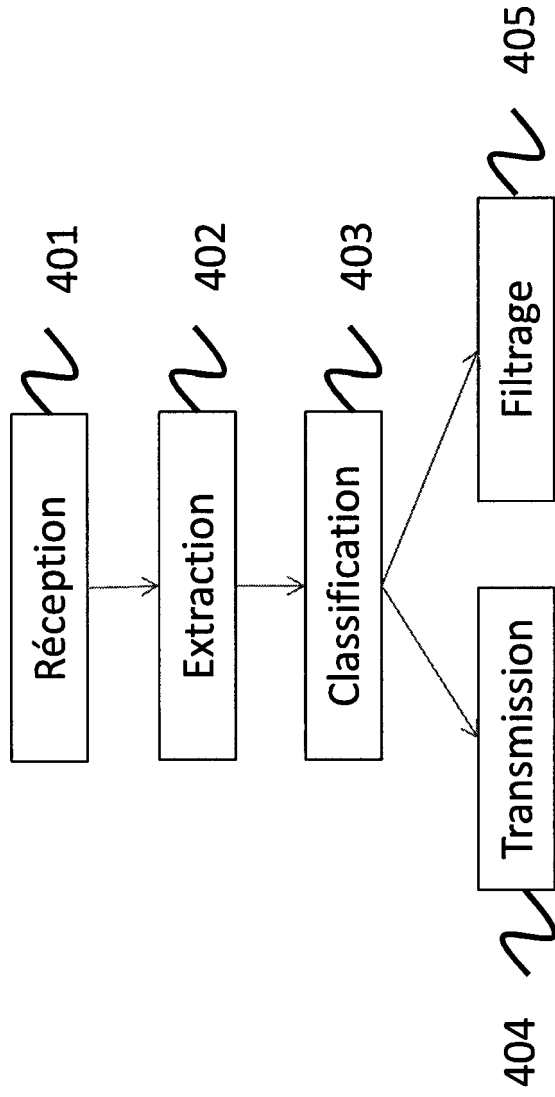 Réception
401
Extraction
402
Classification
403
404
Transmission
Filtrage
405